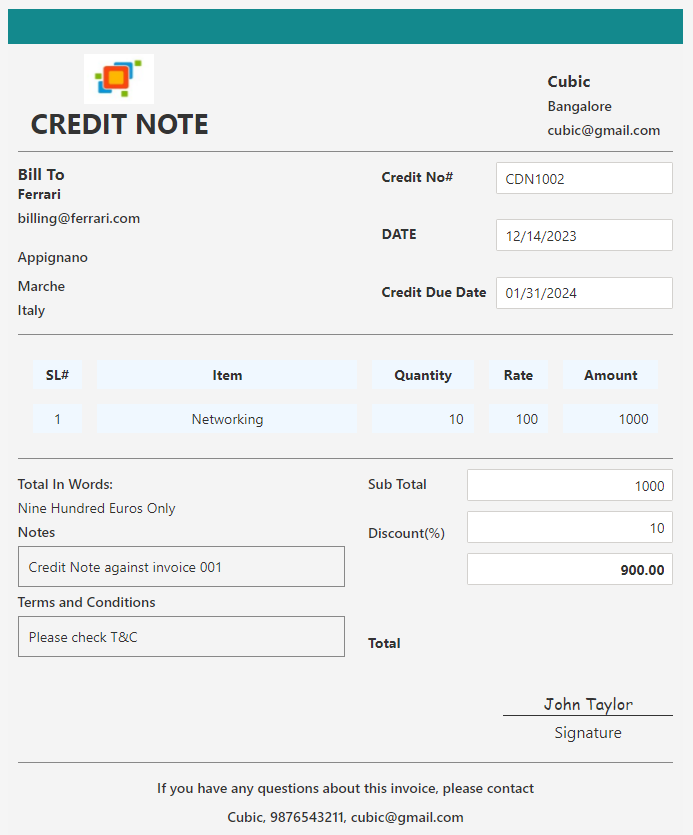 CREDIT NOTE
Cubic
Bangalore
cubic@gmail.com
Bill To
Ferrari
billing@ferrari.com
Appignano
Marche
Italy
Credit No# CDN1002
DATE 12/14/2023
Credit Due Date 01/31/2024
SL# Item Quantity Rate Amount
1 Networking 10 100 1000
Total In Words:
Nine Hundred Euros Only
Notes
Credit Note against invoice 001
Terms and Conditions
Please check T&C
Sub Total 1000
Discount(%) 10
900.00
Total
John Taylor
Signature
If you have any questions about this invoice, please contact
Cubic, 9876543211, cubic@gmail.com